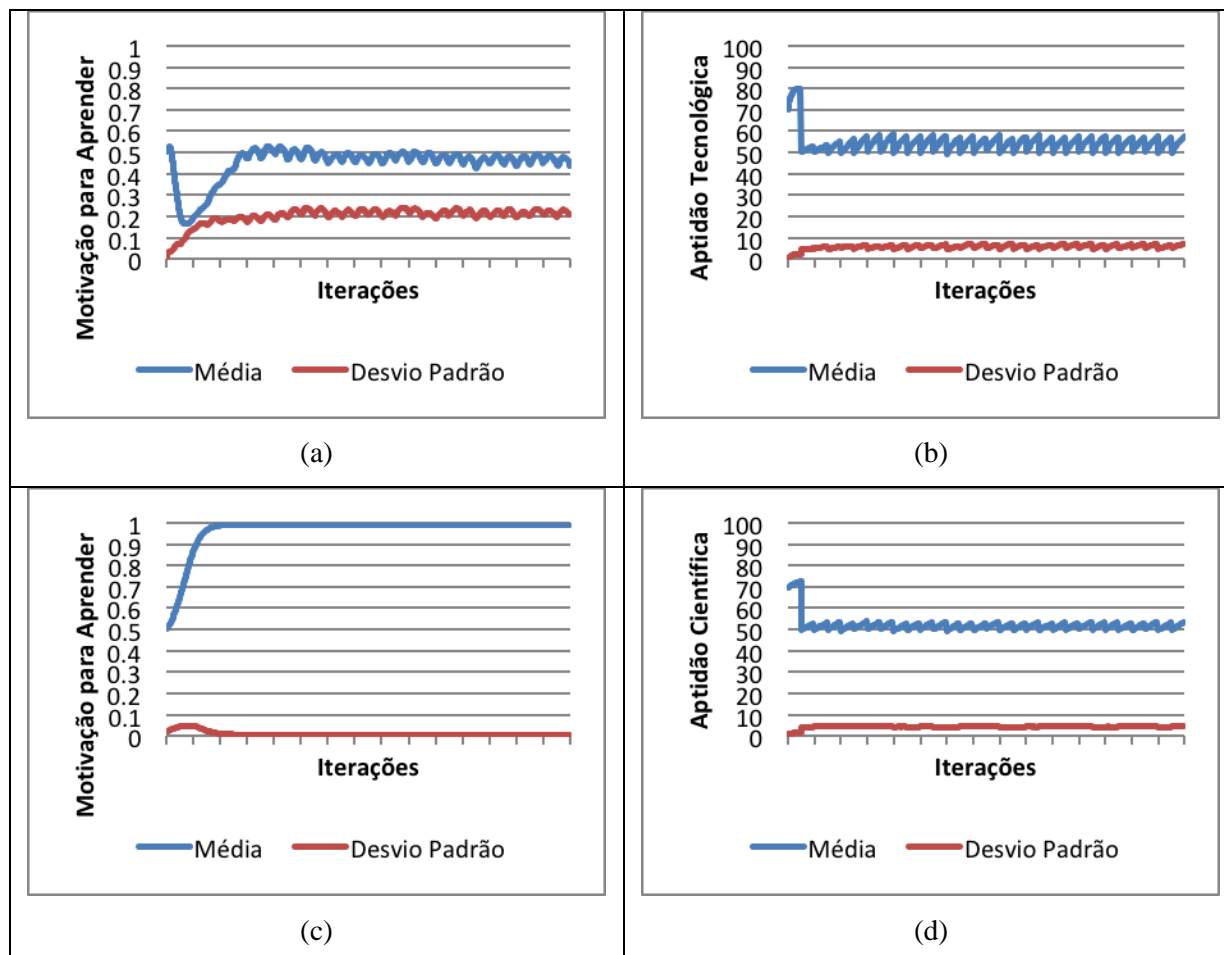 Motivação para Aprender
1
0.9
0.8
0.7
0.6
0.5
0.4
0.3
0.2
0.1
0
Iterações
Média Desvio Padrão
(a)
Aptidão Tecnológica
100
90
80
70
60
50
40
30
20
10
0
Iterações
Média Desvio Padrão
(b)
Motivação para Aprender
1
0.9
0.8
0.7
0.6
0.5
0.4
0.3
0.2
0.1
0
Iterações
Média Desvio Padrão
(c)
Aptidão Científica
100
90
80
70
60
50
40
30
20
10
0
Iterações
Média Desvio Padrão
(d)